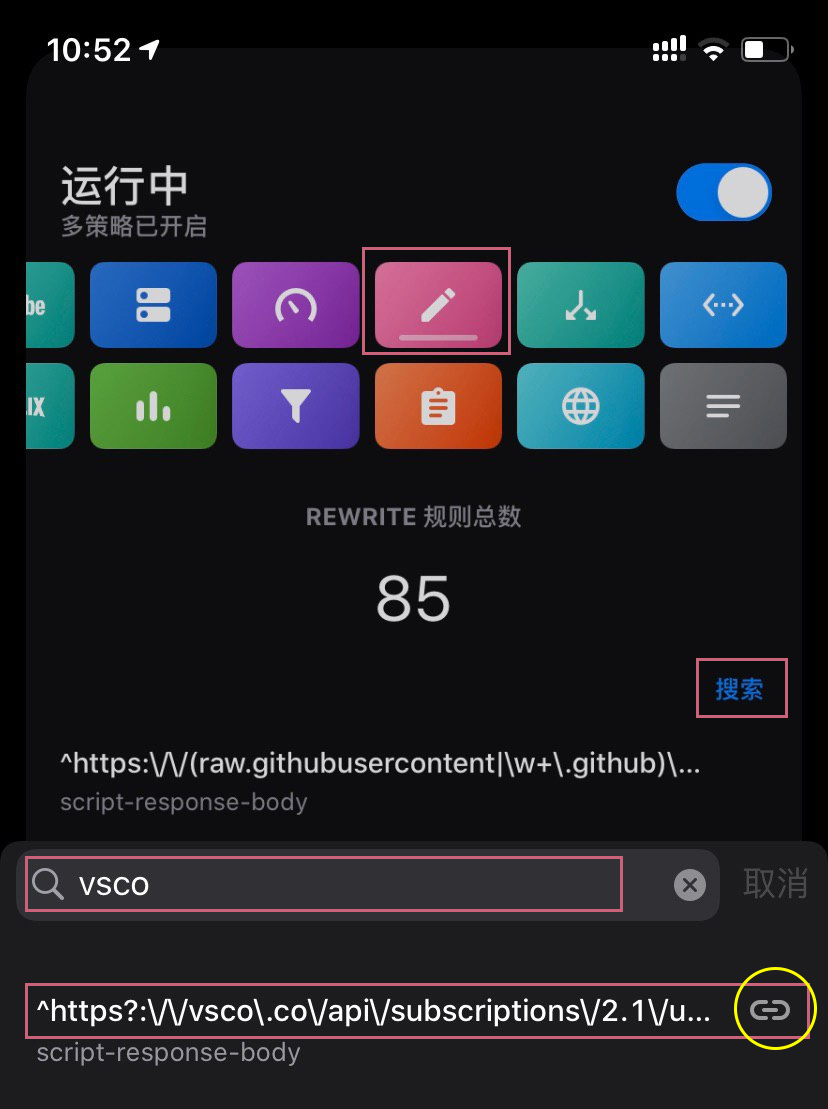 10:52
运行中
多策略已开启
be
IX
REWRITE 规则总数
85
搜索
^https:\/\/(raw.githubusercontent|\w+\.github)\...
script-response-body
vsco
取消
^https?:\/\/vsco\.co\/api\/subscriptions\/2.1\/u...
script-response-body